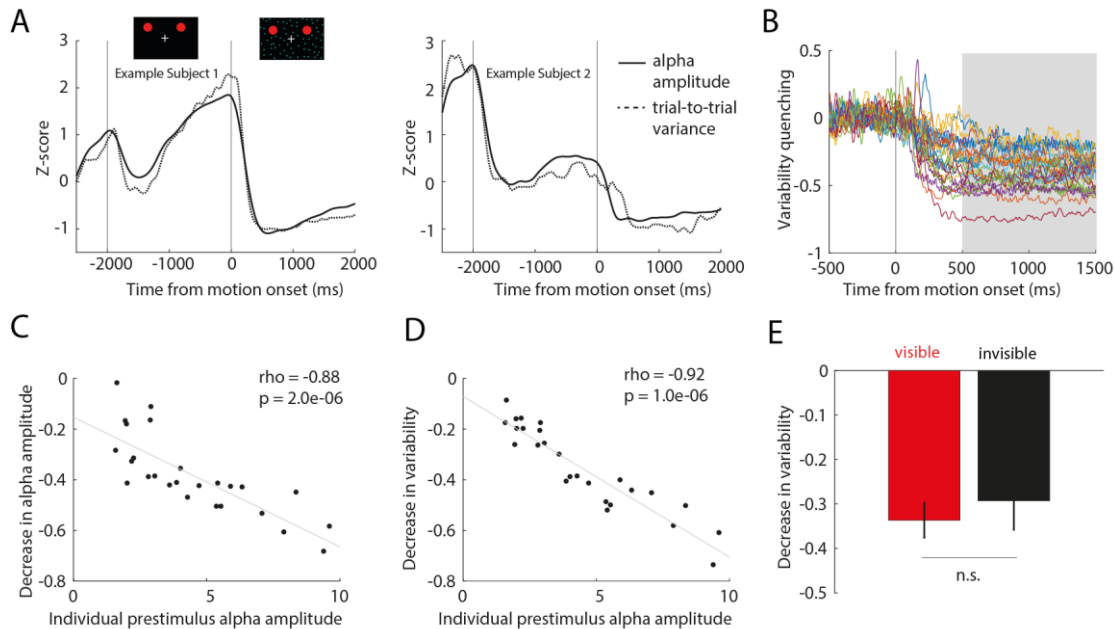 A
Example Subject 1
Z-score
3
2
1
0
-1
-2000
-1000
0
1000
2000
Time from motion onset (ms)
Example Subject 2
Z-score
3
2
1
0
-1
-2000
-1000
0
1000
2000
Time from motion onset (ms)
alpha
amplitude
trial-to-trial
variance
B
Variability quenching
0.5
0
-0.5
-1
-500
0
500
1000
1500
Time from motion onset (ms)
C
rho = -0.88
p = 2.0e-06
Decrease in alpha amplitude
0
-0.2
-0.4
-0.6
-0.8
0
5
10
Individual prestimulus alpha amplitude
D
rho = -0.92
p = 1.0e-06
Decrease in variability
0
-0.2
-0.4
-0.6
-0.8
0
5
10
Individual prestimulus alpha amplitude
E
visible
invisible
Decrease in variability
0
-0.1
-0.2
-0.3
-0.4
-0.5
n.s.